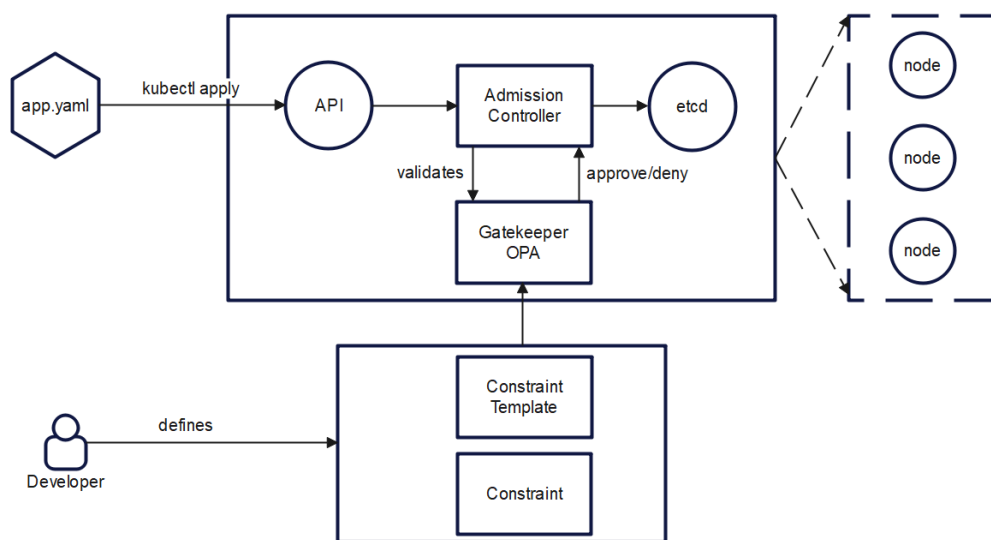 app.yaml
kubectl apply
API
Admission
Controller
etcd
validates
approve/deny
Gatekeeper
OPA
node
node
node
Developer
defines
Constraint
Template
Constraint